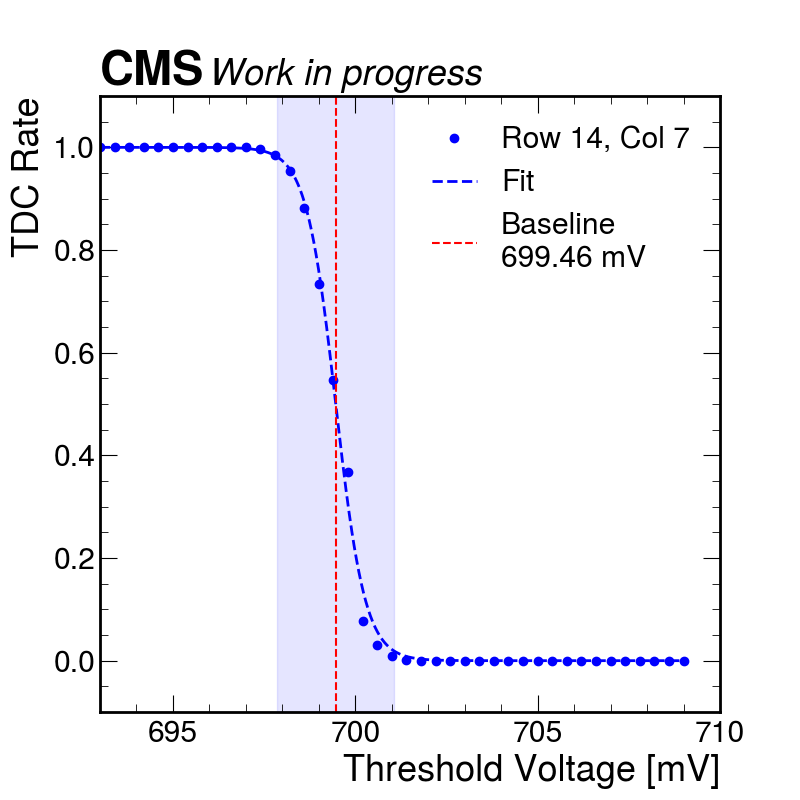 CMS Work in progress
TDC Rate
1.0
0.8
0.6
0.4
0.2
0.0
Row 14, Col 7
Fit
Baseline
699.46 mV
695
700
705
710
Threshold Voltage [mV]